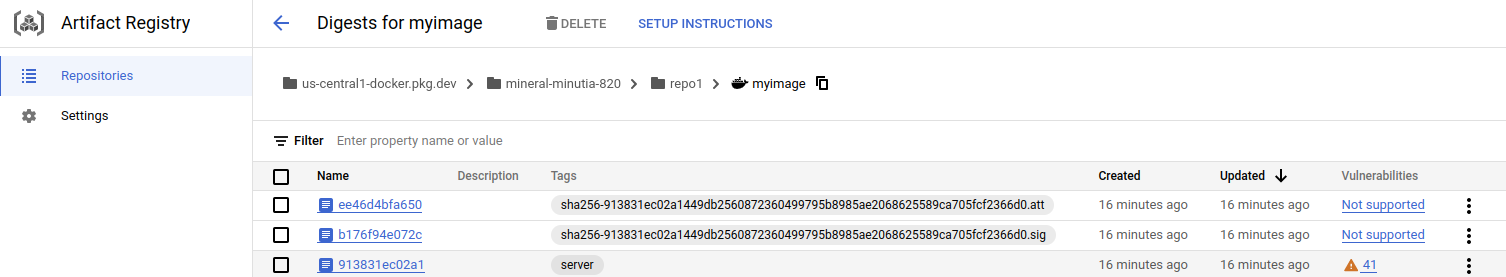 Artifact Registry
Digests for myimage
DELETE
SETUP INSTRUCTIONS
Repositories
Settings
us-central1-docker.pkg.dev > mineral-minutia-820 > repo1 > myimage
Filter Enter property name or value
Name Description Tags Created Updated Vulnerabilities
ee46d4bfa650 sha256-913831ec02a1449db2560872360499795b8985ae2068625589ca705fcf2366d0.att 16 minutes ago 16 minutes ago Not supported
b176f94e072c sha256-913831ec02a1449db2560872360499795b8985ae2068625589ca705fcf2366d0.sig 16 minutes ago 16 minutes ago Not supported
913831ec02a1 server 16 minutes ago 16 minutes ago 41